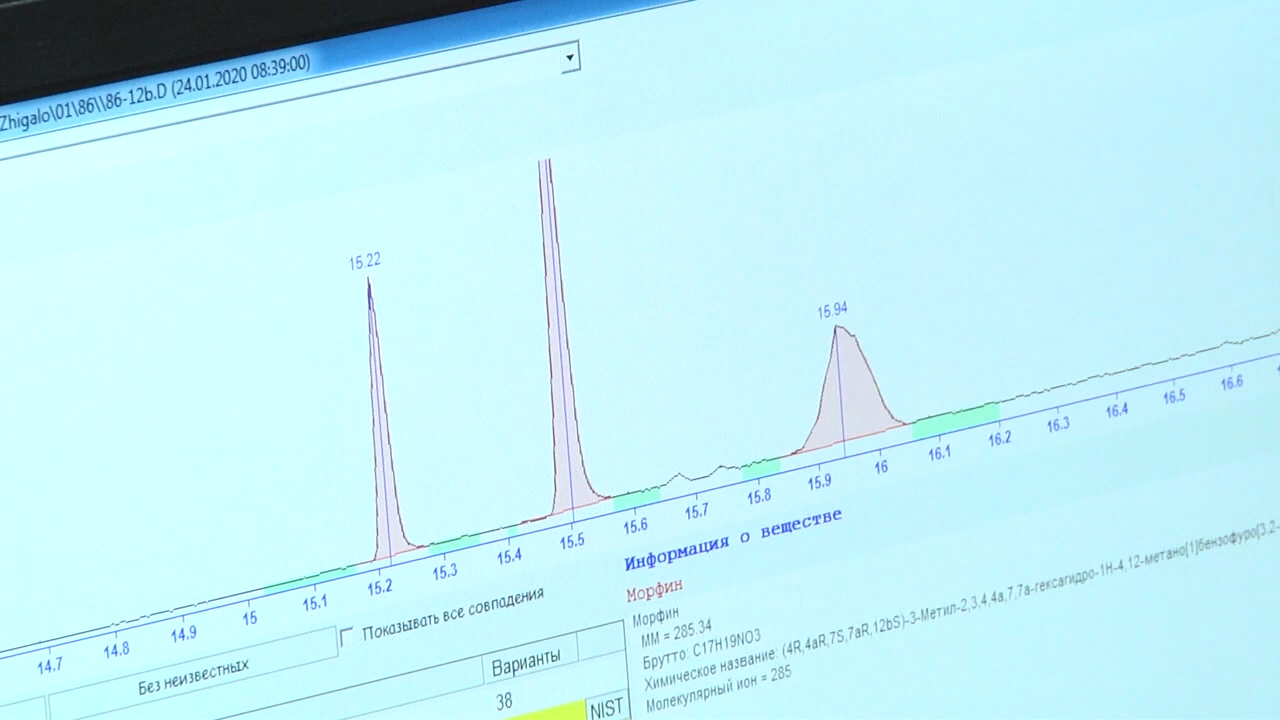 Zhigalo\01\86\\86-12b.D (24.01.2020 08:39:00)
15.22
15.94
14.7 14.8 14.9 15 15.1 15.2 15.3 15.4 15.5 15.6 15.7 15.8 15.9 16 16.1 16.2 16.3 16.4 16.5 16.6
Показывать все совпадения
Без неизвестных
Варианты
38
NIST
Информация о веществе
Морфин
Морфин
ММ = 285.34
Брутто: C17H19NO3
Химическое название: (4R,4aR,7S,7aR,12bS)-3-Метил-2,3,4,4a,7,7a-гексагидро-1H-4,12-метано[1]бензофуро[3,2-
Молекулярный ион = 285